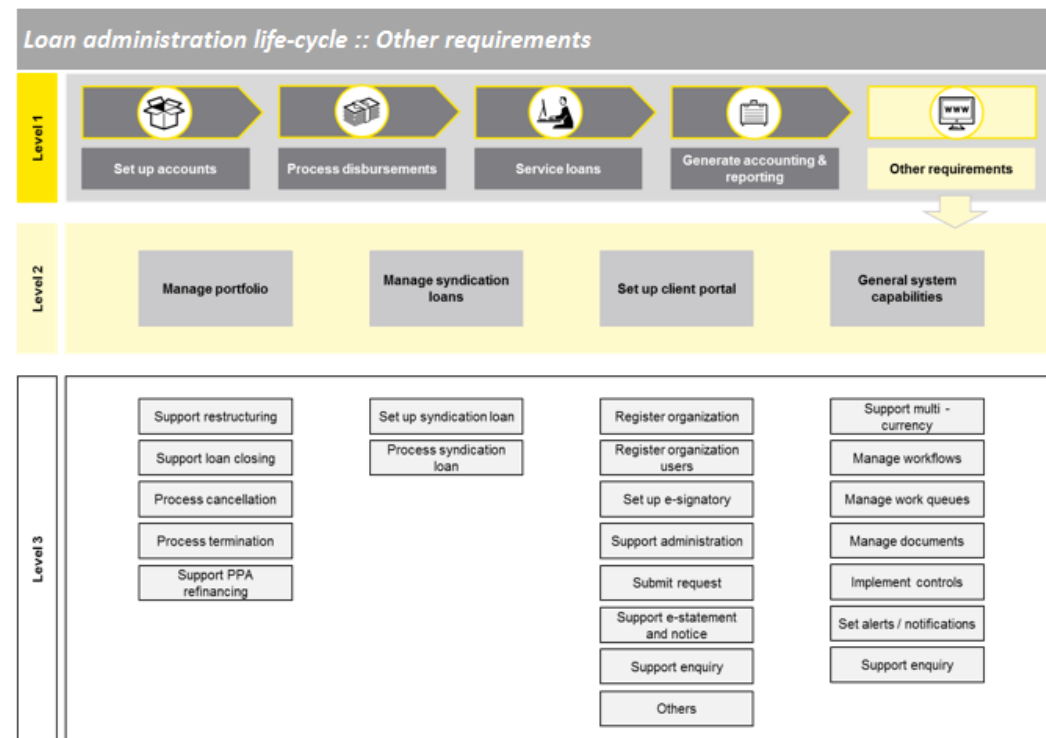 Loan administration life-cycle :: Other requirements
Level 1
WWW
Set up accounts
Process disbursements
Service loans
Generate accounting &
reporting
Other requirements
Level 2
Manage portfolio
Manage syndication
loans
Set up client portal
General system
capabilities
Level 3
Support restructuring
Support loan closing
Process cancellation
Process termination
Support PPA
refinancing
Set up syndication loan
Process syndication
loan
Register organization
Register organization
users
Set up e-signatory
Support administration
Submit request
Support e-statement
and notice
Support enquiry
Others
Support multi -
currency
Manage workflows
Manage work queues
Manage documents
Implement controls
Set alerts / notifications
Support enquiry